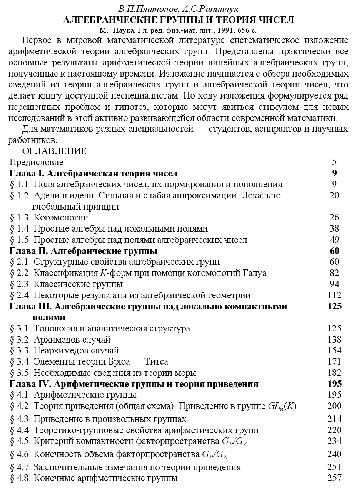 В.П.Платонов, А.С.Рапинчук
АЛГЕБРАИЧЕСКИЕ ГРУППЫ И ТЕОРИЯ ЧИСЕЛ
М.: Наука. Гл. ред. физ.-мат. лит., 1991, 656 с.
Первое в мировой математической литературе систематическое изложение
арифметической теории алгебраических групп. Представлены практически все
основные результаты арифметической теории линейных алгебраических групп,
полученные к настоящему времени. Изложение начинается с обзора необходимых
сведений из теории алгебраических групп и алгебраической теории чисел, что
делает книгу доступной неспециалистам. По ходу изложения формулируется ряд
нерешенных проблем и гипотез, которые могут явиться стимулом для новых
исследований в этой активно развивающейся области современной математики.
Для математиков разных специальностей — студентов, аспирантов и научных
работников.
ОГЛАВЛЕНИЕ
Предисловие 5
Глава I. Алгебраическая теория чисел 9
§ 1.1. Поля алгебраических чисел, их нормирования и пополнения 9
§ 1.2. Адели и идели. Сильная и слабая аппроксимации. Локально- 20
глобальный принцип
§ 1.3. Когомологии 26
§ 1.4. Простые алгебры над локальными полями 38
§ 1.5. Простые алгебры над полями алгебраических чисел 49
Глава II. Алгебраические группы 60
§ 2.1. Структурные свойства алгебраических групп 60
§ 2.2. Классификация K-форм при помощи когомологий Галуа 82
§ 2.3. Классические группы 94
§ 2.4. Некоторые результаты из алгебраической геометрии 112
Глава III. Алгебраические группы над локально компактными 125
полями
§ 3.1. Топология и аналитическая структура 125
§ 3.2. Архимедов случай 138
§ 3.3. Неархимедов случай 154
§ 3.4. Элементы теории Брюа — Титса 171
§ 3.5. Необходимые сведения из теории меры 182
Глава IV. Арифметические группы и теория приведения 195
§ 4.1. Арифметические группы 195
§ 4.2. Теория приведения (общая схема). Приведение в группе GLₙ(R) 200
§ 4.3. Приведение в произвольных группах 214
§ 4.4. Теоретико-групповые свойства арифметических групп 220
§ 4.5. Критерий компактности факторпространства 234
§ 4.6. Конечность объема факторпространства 240
§ 4.7. Заключительные замечания по теории приведения 251
§ 4.8. Конечные арифметические группы 257